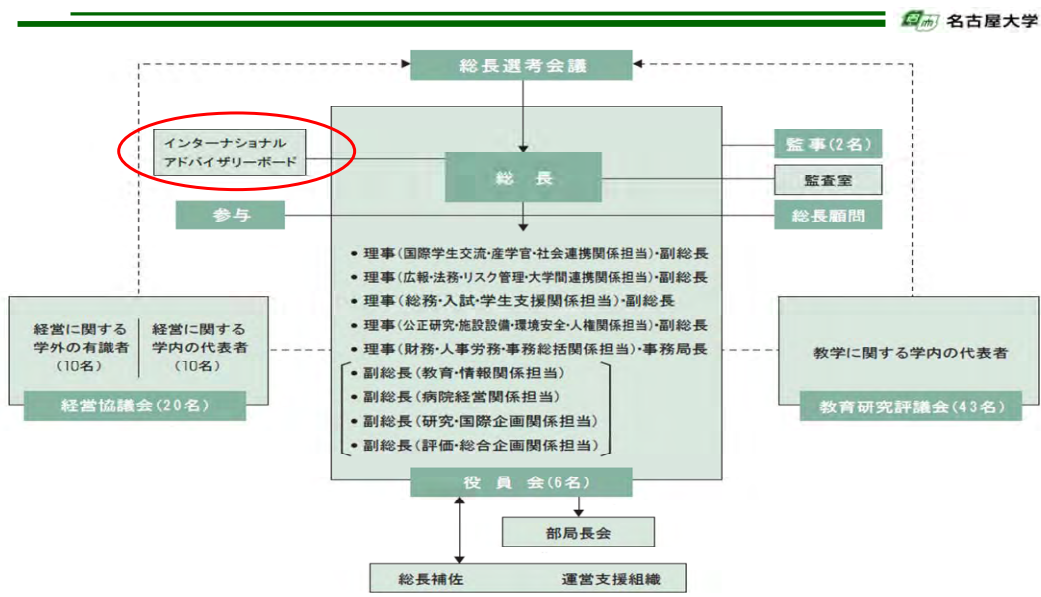 名古屋大学
総長選考会議
インターナショナル
アドバイザリーボード
監事(2名)
総長
監査室
参与
総長顧問
• 理事(国際学生交流・産学官・社会連携関係担当)・副総長
• 理事(広報・法務・リスク管理・大学間連携関係担当)・副総長
• 理事(総務・入試・学生支援関係担当)・副総長
• 理事(公正研究・施設設備・環境安全・人権関係担当)・副総長
• 理事(財務・人事労務・事務総括関係担当)・事務局長
• 副総長(教育・情報関係担当)
• 副総長(病院経営関係担当)
• 副総長(研究・国際企画関係担当)
• 副総長(評価・総合企画関係担当)
経営に関する
学外の有識者
(10名)
経営に関する
学内の代表者
(10名)
経営協議会(20名)
教学に関する学内の代表者
教育研究評議会(43名)
役員会(6名)
部局長会
総長補佐 運営支援組織